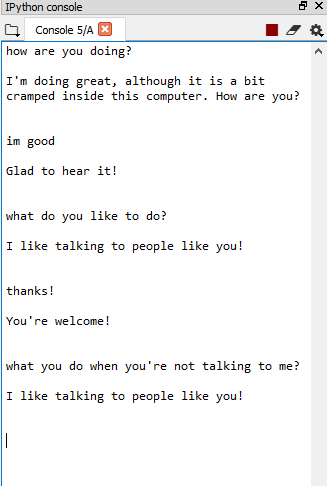 IPython console
Console 5/A
how are you doing?
I'm doing great, although it is a bit
cramped inside this computer. How are you?
im good
Glad to hear it!
what do you like to do?
I like talking to people like you!
thanks!
You're welcome!
what you do when you're not talking to me?
I like talking to people like you!